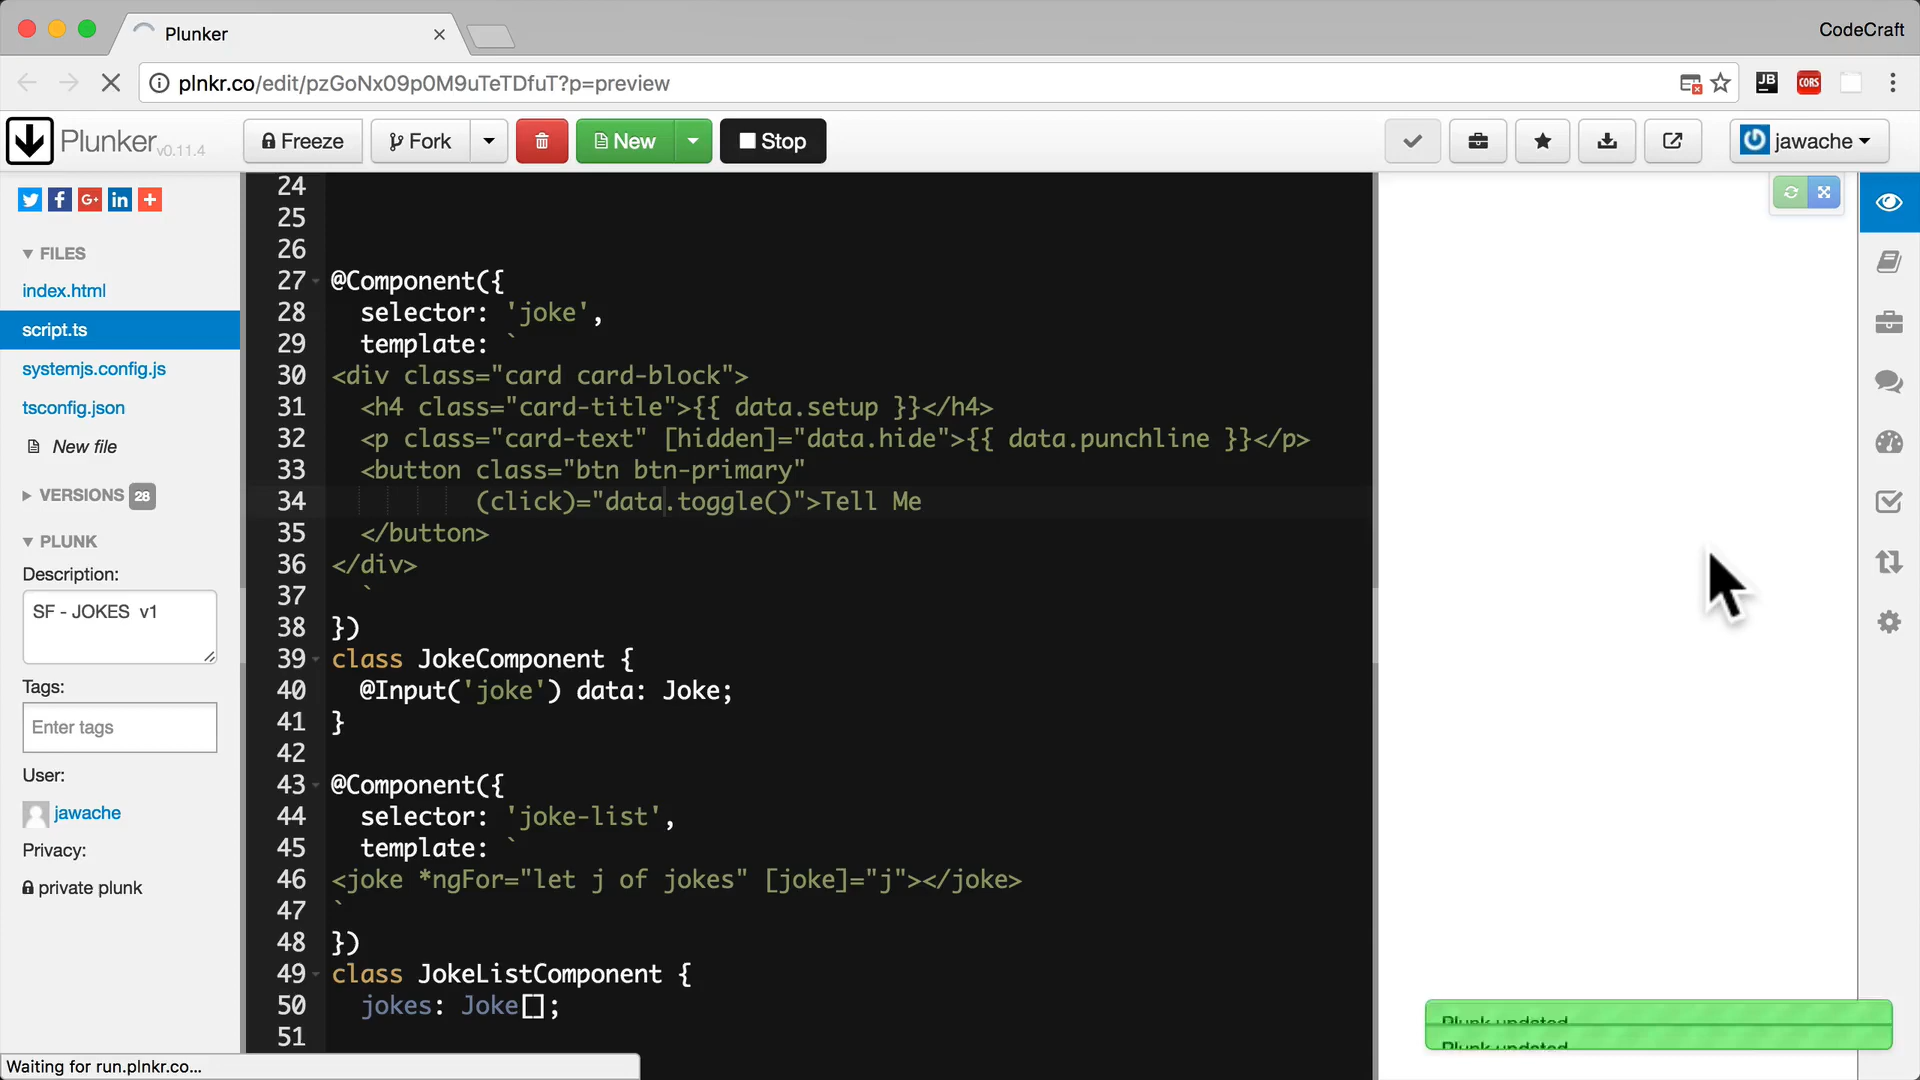 Plunker
CodeCraft
plnkr.co/edit/pzGoNx09p0M9uTeTDfuT?p=preview
JB
CORS
Plunker v0.11.4
Freeze
Fork
New
Stop
jawache
FILES
index.html
script.ts
systemjs.config.js
tsconfig.json
New file
VERSIONS 28
PLUNK
Description:
SF - JOKES v1
Tags:
Enter tags
User:
jawache
Privacy:
private plunk
24
25
26
27 @Component({
28   selector: 'joke',
29   template: `
30 <div class="card card-block">
31   <h4 class="card-title">{{ data.setup }}</h4>
32   <p class="card-text" [hidden]="data.hide">{{ data.punchline }}</p>
33   <button class="btn btn-primary"
34           (click)="data.toggle()">Tell Me
35   </button>
36 </div>
37   `
38 })
39 class JokeComponent {
40   @Input('joke') data: Joke;
41 }
42
43 @Component({
44   selector: 'joke-list',
45   template: `
46 <joke *ngFor="let j of jokes" [joke]="j"></joke>
47 `
48 })
49 class JokeListComponent {
50   jokes: Joke[];
51
Plunk updated
Plunk updated
Waiting for run.plnkr.co...